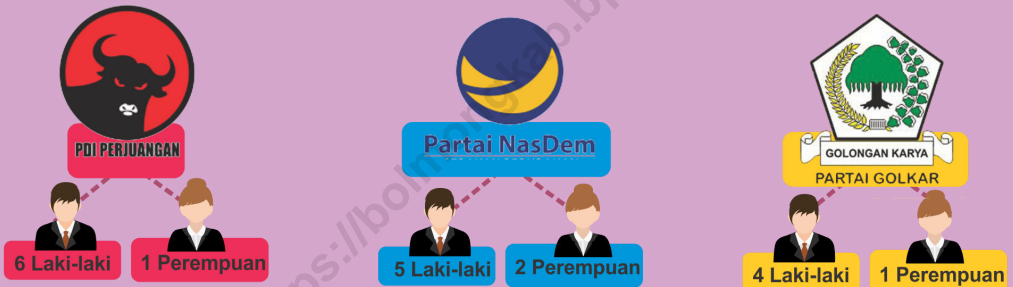 PDI PERJUANGAN
6 Laki-laki
1 Perempuan
Partai NasDem
5 Laki-laki
2 Perempuan
GOLONGAN KARYA
PARTAI GOLKAR
4 Laki-laki
1 Perempuan